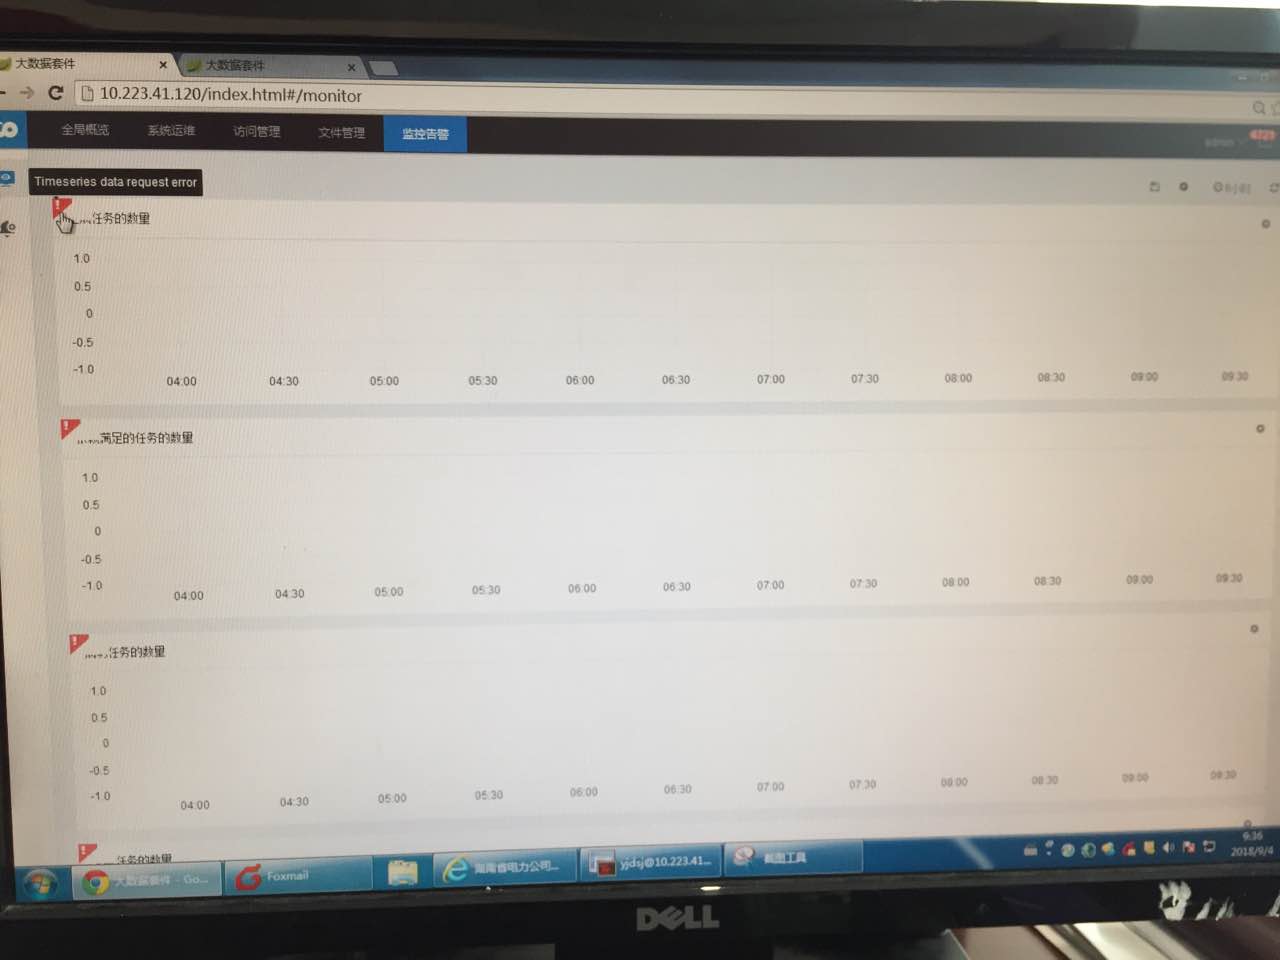 大数据套件
大数据套件
10.223.41.120/index.html#/monitor
全局概览 系统运维 访问管理 文件管理 监控告警
admin
Timeseries data request error
6小时
任务的数量
1.0
0.5
0
-0.5
-1.0
04:00 04:30 05:00 05:30 06:00 06:30 07:00 07:30 08:00 08:30 09:00 09:30
满足的任务的数量
1.0
0.5
0
-0.5
-1.0
04:00 04:30 05:00 05:30 06:00 06:30 07:00 07:30 08:00 08:30 09:00 09:30
任务的数量
1.0
0.5
0
-0.5
-1.0
04:00 04:30 05:00 05:30 06:00 06:30 07:00 07:30 08:00 08:30 09:00 09:30
任务的数量
大数据套件 - Go...
Foxmail
海南省电力公司...
yjdsj@10.223.41...
截图工具
9:36
2018/9/4
DELL